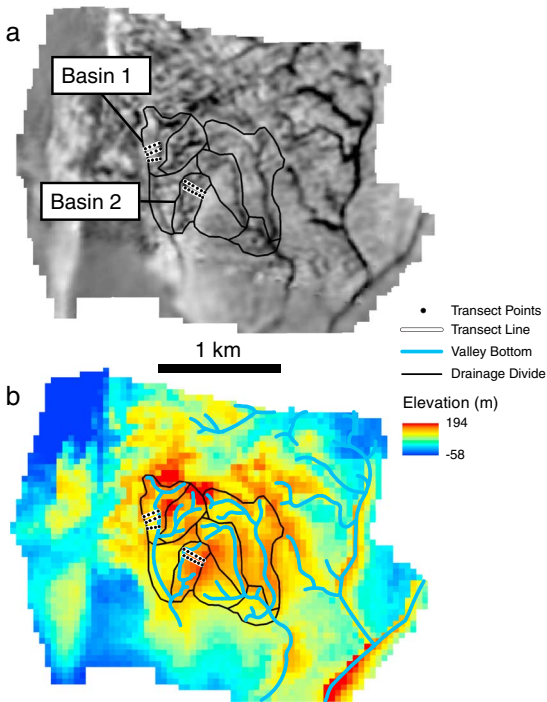 a
Basin 1
Basin 2
Transect Points
Transect Line
1 km
Valley Bottom
Drainage Divide
b
Elevation (m)
194
-58